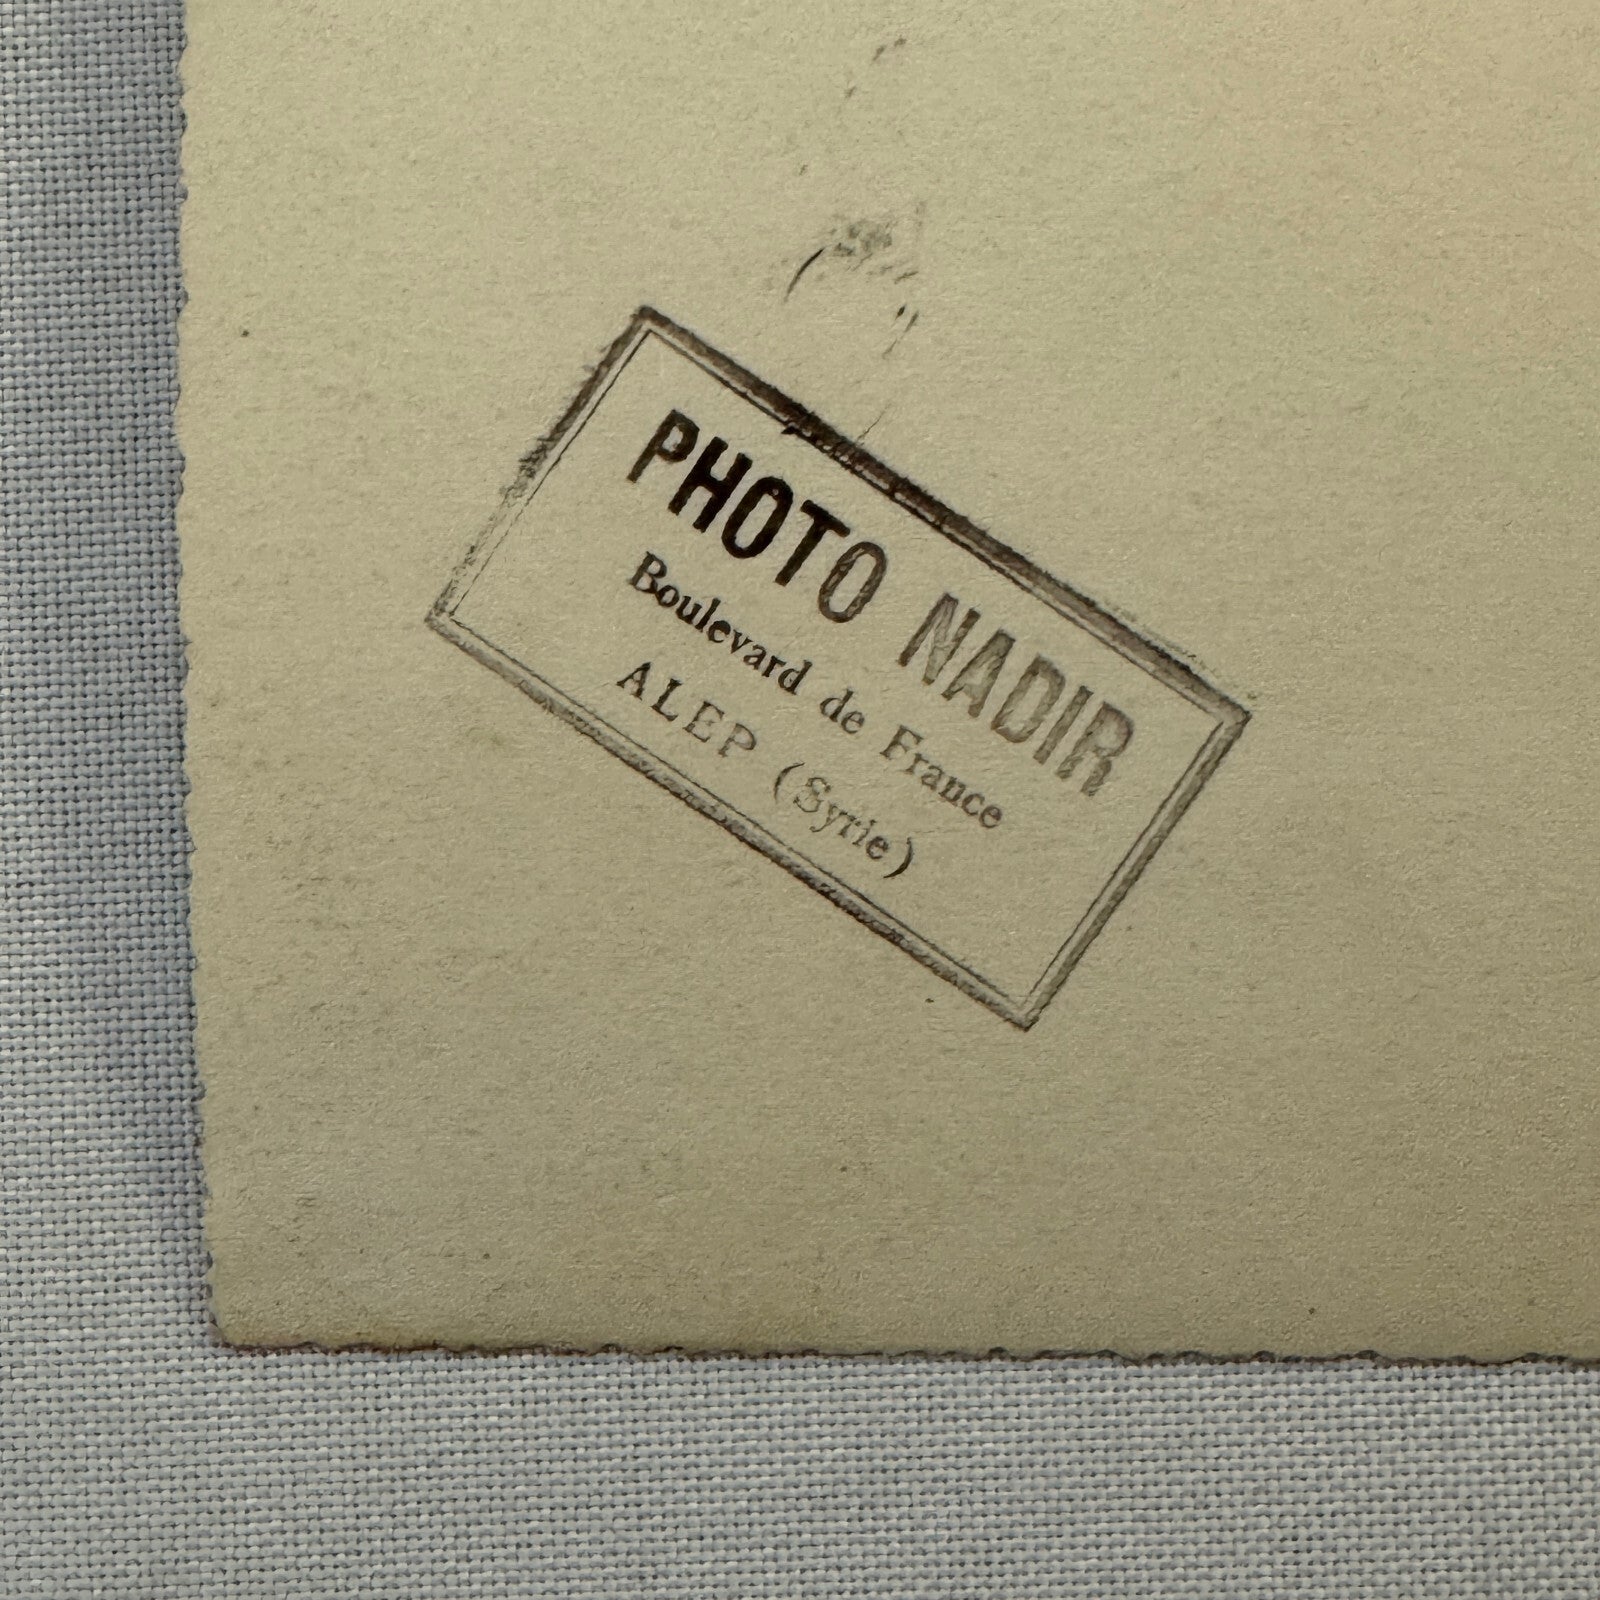 PHOTO NADIR
Boulevard de France
ALEP (Syrie)